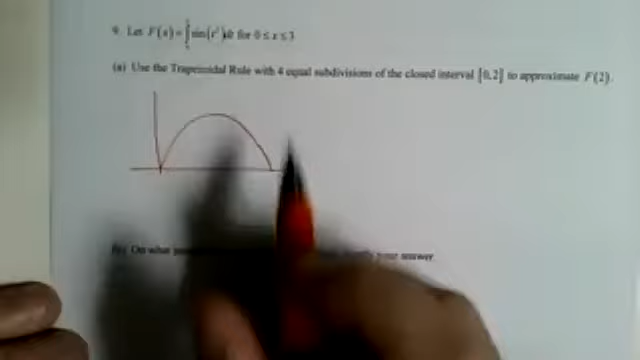 9. Let F(x) = ∫ sin(t²)dt for 0 ≤ x ≤ 3
(a) Use the Trapezoidal Rule with 4 equal subdivisions of the closed interval [0,2] to approximate F(2).
(b) On what your answer